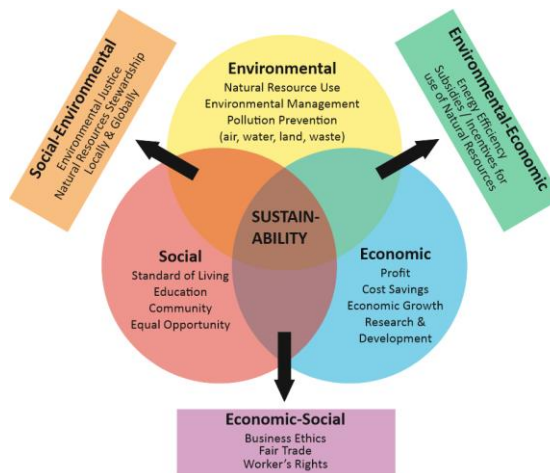 Social-Environmental
Environmental Justice
Natural Resources Stewardship
Locally & Globally
Environmental
Natural Resource Use
Environmental Management
Pollution Prevention
(air, water, land, waste)
Environmental-Economic
Energy Efficiency
Subsidies / Incentives for
use of Natural Resources
SUSTAIN-
ABILITY
Social
Standard of Living
Education
Community
Equal Opportunity
Economic
Profit
Cost Savings
Economic Growth
Research &
Development
Economic-Social
Business Ethics
Fair Trade
Worker's Rights